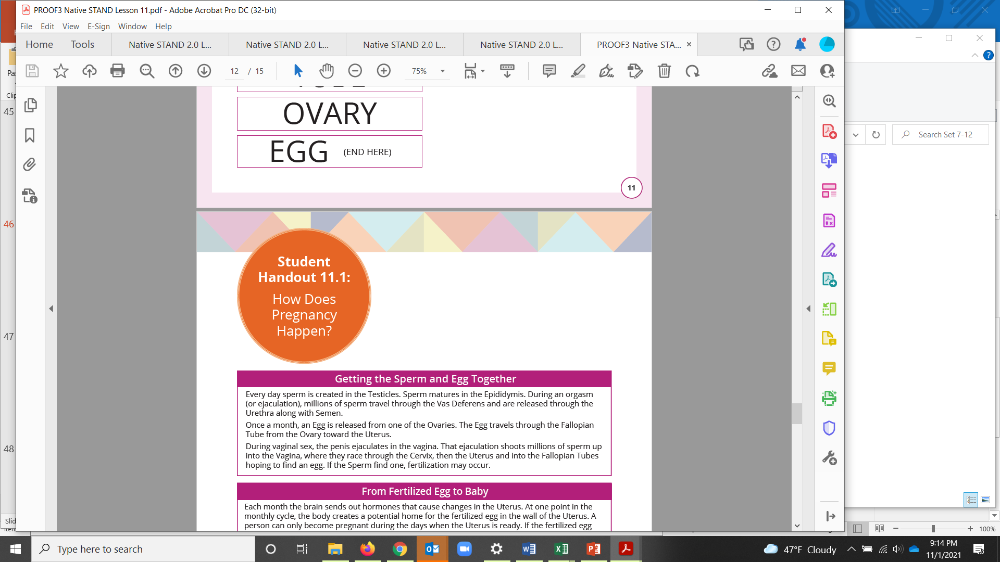 PROOF3 Native STAND Lesson 11.pdf - Adobe Acrobat Pro DC (32-bit)
File Edit View E-Sign Window Help
Home Tools Native STAND 2.0 L... Native STAND 2.0 L... Native STAND 2.0 L... Native STAND 2.0 L... PROOF3 Native STA... ×
12 / 15 75%
Pas
Clip
45
46
47
48
Slid
Search Set 7-12
OVARY
EGG (END HERE)
11
Student
Handout 11.1:
How Does
Pregnancy
Happen?
Getting the Sperm and Egg Together
Every day sperm is created in the Testicles. Sperm matures in the Epididymis. During an orgasm
(or ejaculation), millions of sperm travel through the Vas Deferens and are released through the
Urethra along with Semen.
Once a month, an Egg is released from one of the Ovaries. The Egg travels through the Fallopian
Tube from the Ovary toward the Uterus.
During vaginal sex, the penis ejaculates in the vagina. That ejaculation shoots millions of sperm up
into the Vagina, where they race through the Cervix, then the Uterus and into the Fallopian Tubes
hoping to find an egg. If the Sperm find one, fertilization may occur.
From Fertilized Egg to Baby
Each month the brain sends out hormones that cause changes in the Uterus. At one point in the
monthly cycle, the body creates a potential home for the fertilized egg in the wall of the Uterus. A
person can only become pregnant during the days when the Uterus is ready. If the fertilized egg
100%
Type here to search
47°F Cloudy
9:14 PM
11/1/2021